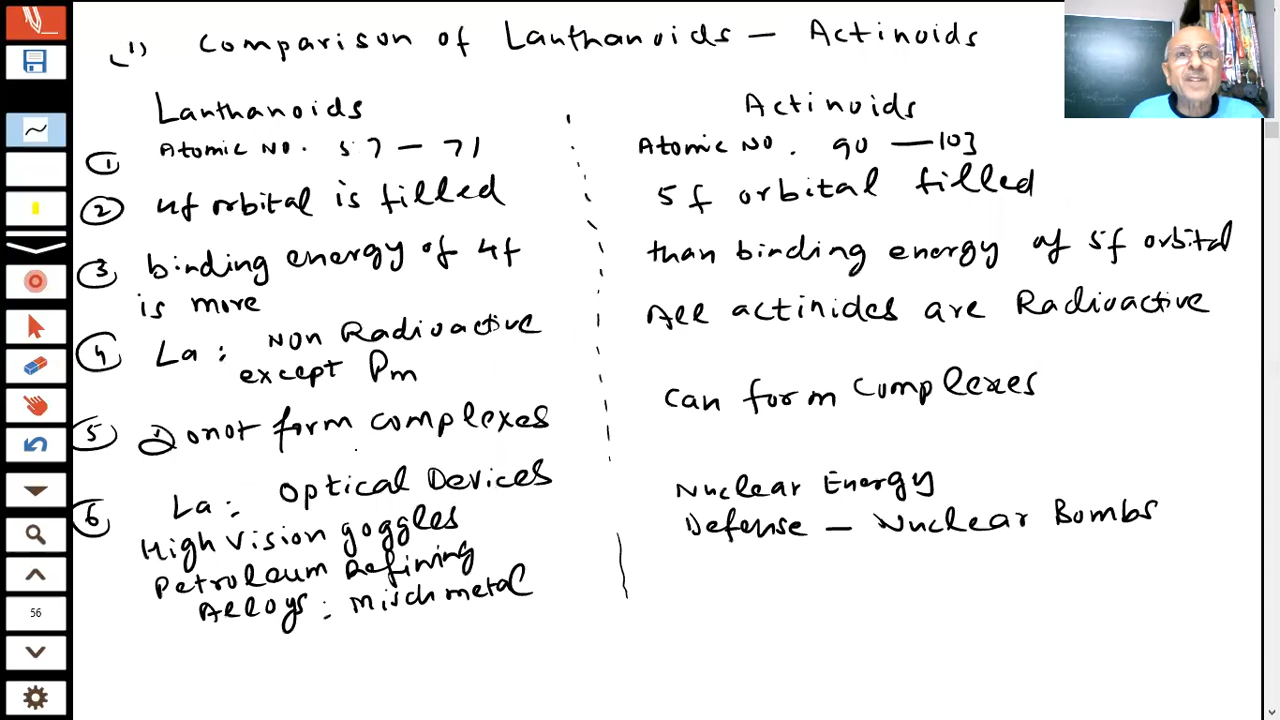 (1) Comparison of Lanthanoids - Actinoids
Lanthanoids
Actinoids
① Atomic No. 57 - 71
Atomic No. 90 - 103
② 4f orbital is filled
5f orbital filled
③ binding energy of 4f
is more
than binding energy of 5f orbital
④ La: Non Radioactive
except Pm
All actinides are Radioactive
⑤ Donot form complexes
can form complexes
⑥ La: Optical Devices
High vision goggles
Petroleum Refining
Alloys: Misch metal
Nuclear Energy
Defense - Nuclear Bombs
56